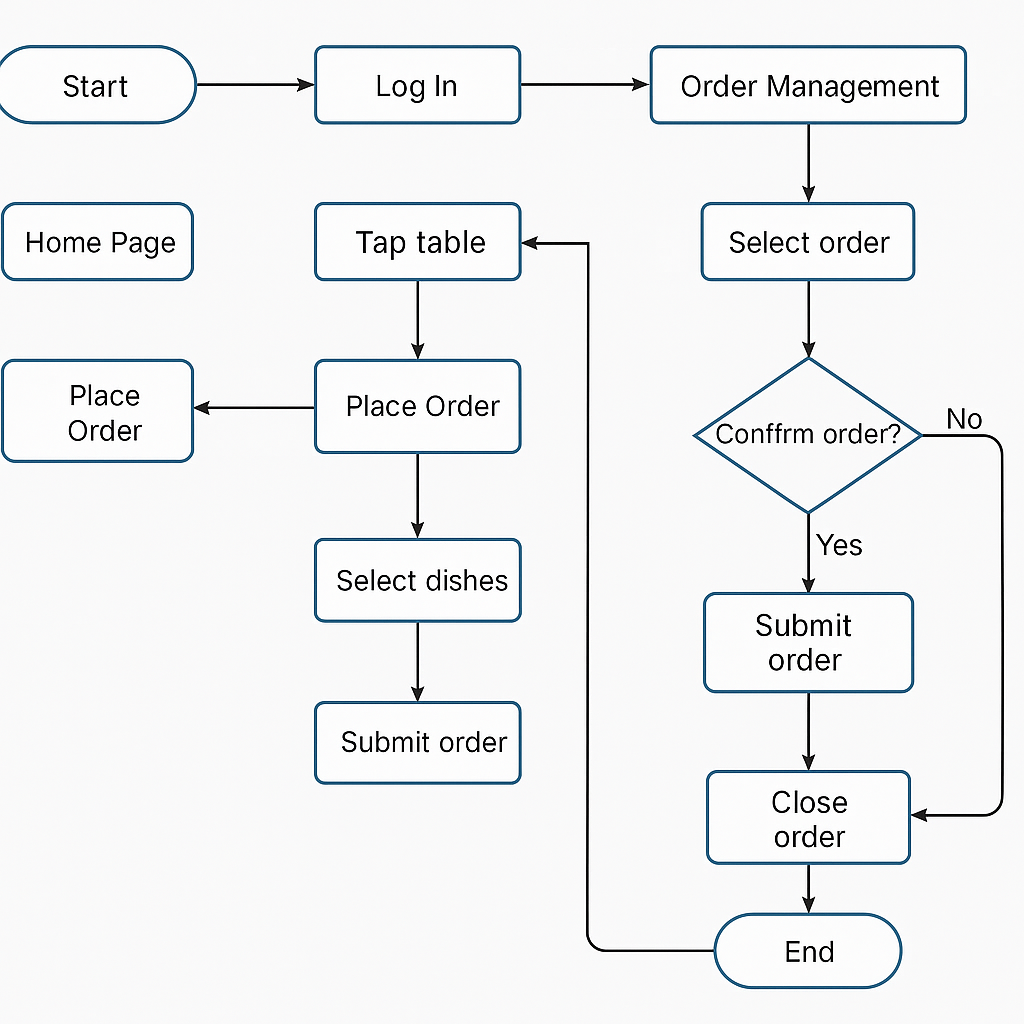 Start
Log In
Order Management
Home Page
Tap table
Select order
Place
Order
Place Order
Conffrm order?
No
Yes
Select dishes
Submit
order
Submit order
Close
order
End